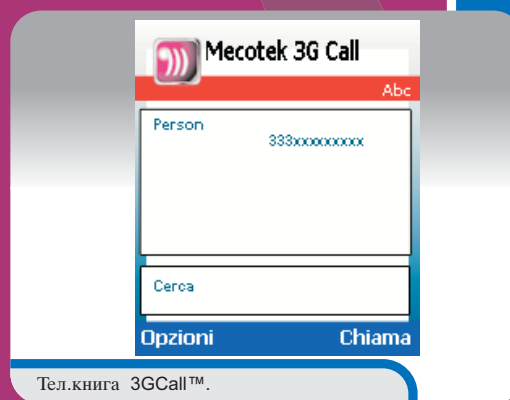 Mecotek 3G Call
Abc
Person
333xxxxxxxxx
Cerca
Opzioni Chiama
Тел.книга 3GCall™.